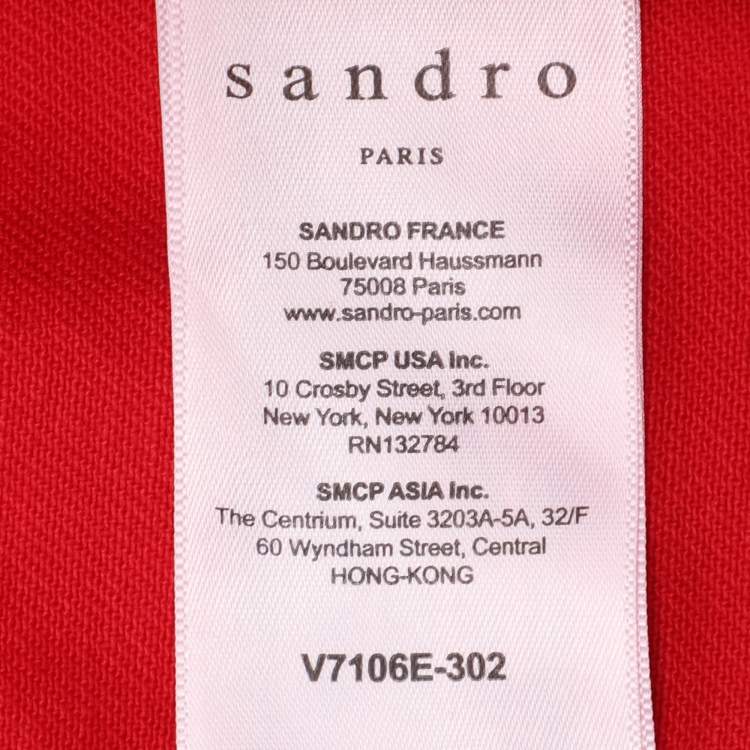 sandro
PARIS
SANDRO FRANCE
150 Boulevard Haussmann
75008 Paris
www.sandro-paris.com
SMCP USA Inc.
10 Crosby Street, 3rd Floor
New York, New York 10013
RN132784
SMCP ASIA Inc.
The Centrium, Suite 3203A-5A, 32/F
60 Wyndham Street, Central
HONG-KONG
V7106E-302